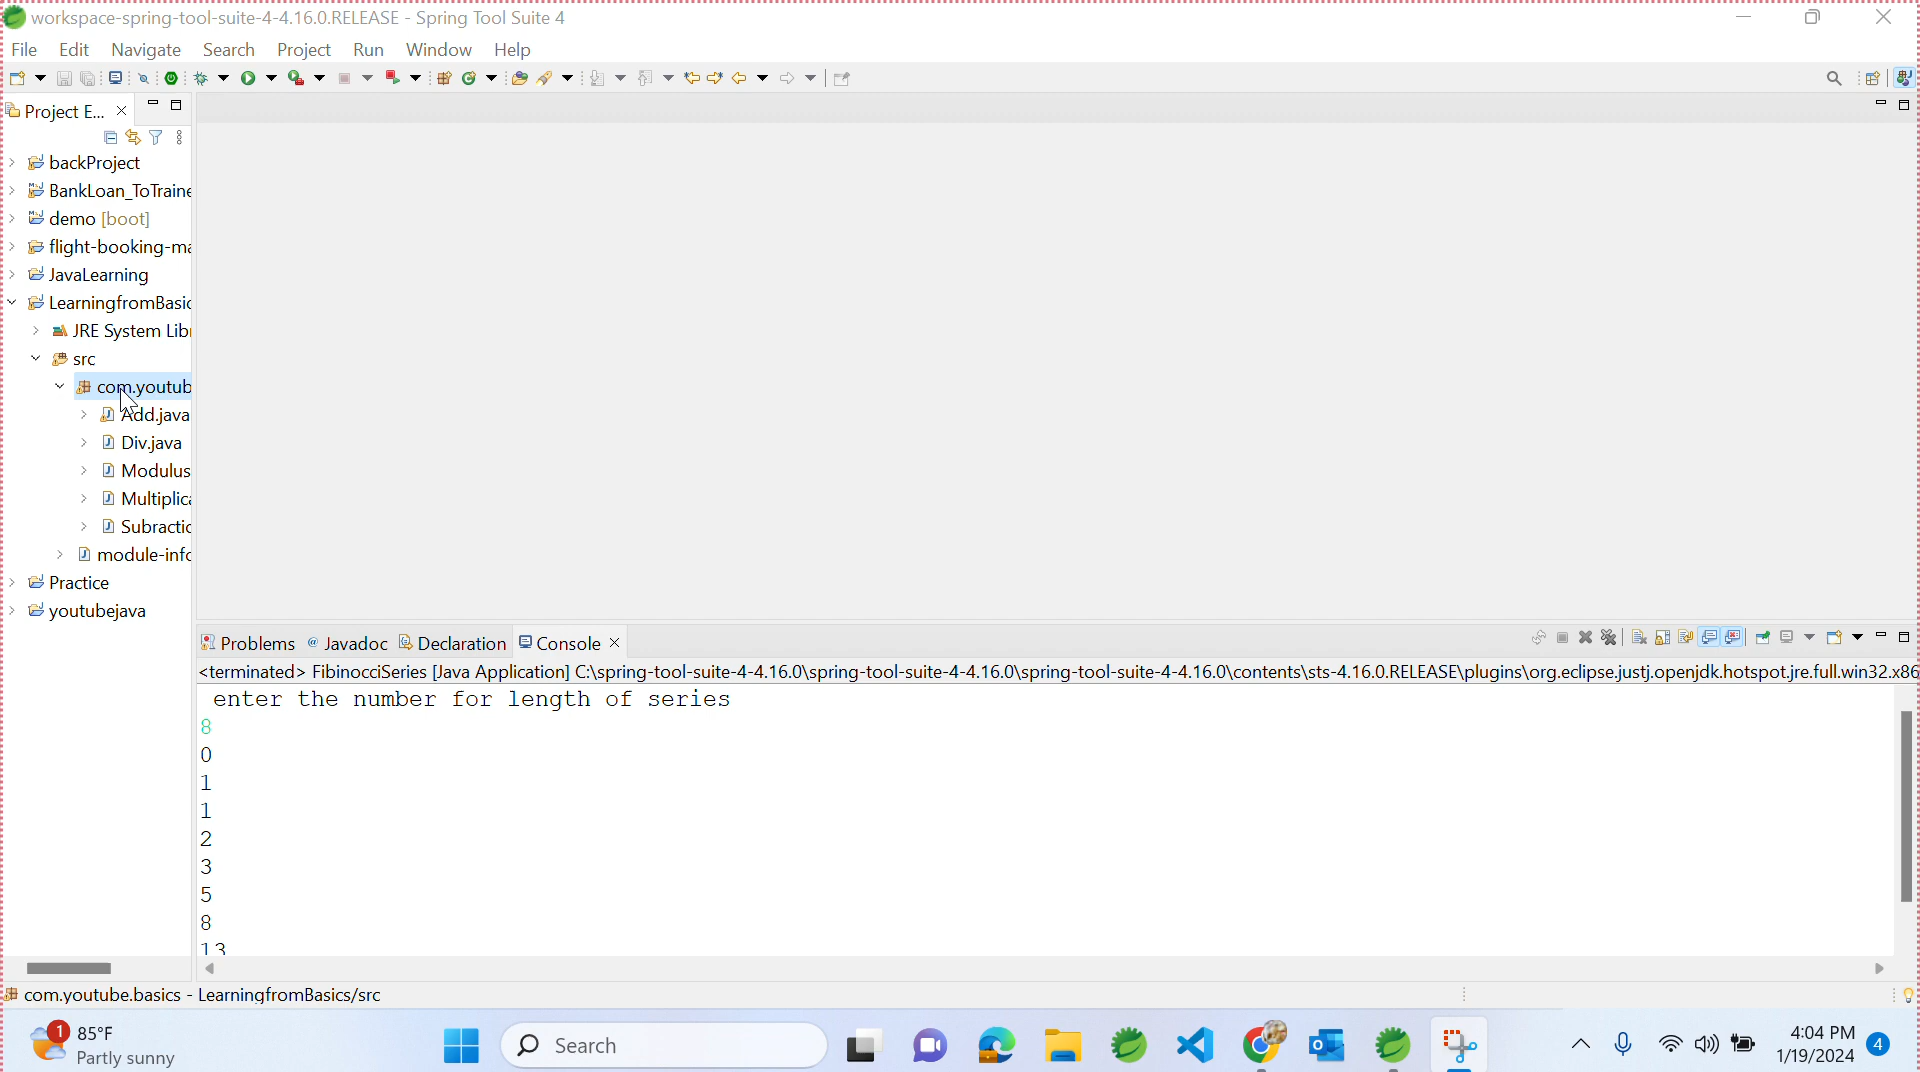 workspace-spring-tool-suite-4-4.16.0.RELEASE - Spring Tool Suite 4
File Edit Navigate Search Project Run Window Help
Project E...
backProject
BankLoan_ToTraine
demo [boot]
flight-booking-ma
JavaLearning
LearningfromBasic
JRE System Libr
src
com.youtub
Add.java
Div.java
Modulus
Multiplica
Subractio
module-info
Practice
youtubejava
Problems @ Javadoc Declaration Console
<terminated> FibinocciSeries [Java Application] C:\spring-tool-suite-4-4.16.0\spring-tool-suite-4-4.16.0\spring-tool-suite-4-4.16.0\contents\sts-4.16.0.RELEASE\plugins\org.eclipse.justj.openjdk.hotspot.jre.full.win32.x86
enter the number for length of series
8
0
1
1
2
3
5
8
13
com.youtube.basics - LearningfromBasics/src
1
85°F
Partly sunny
Search
4:04 PM
1/19/2024
4